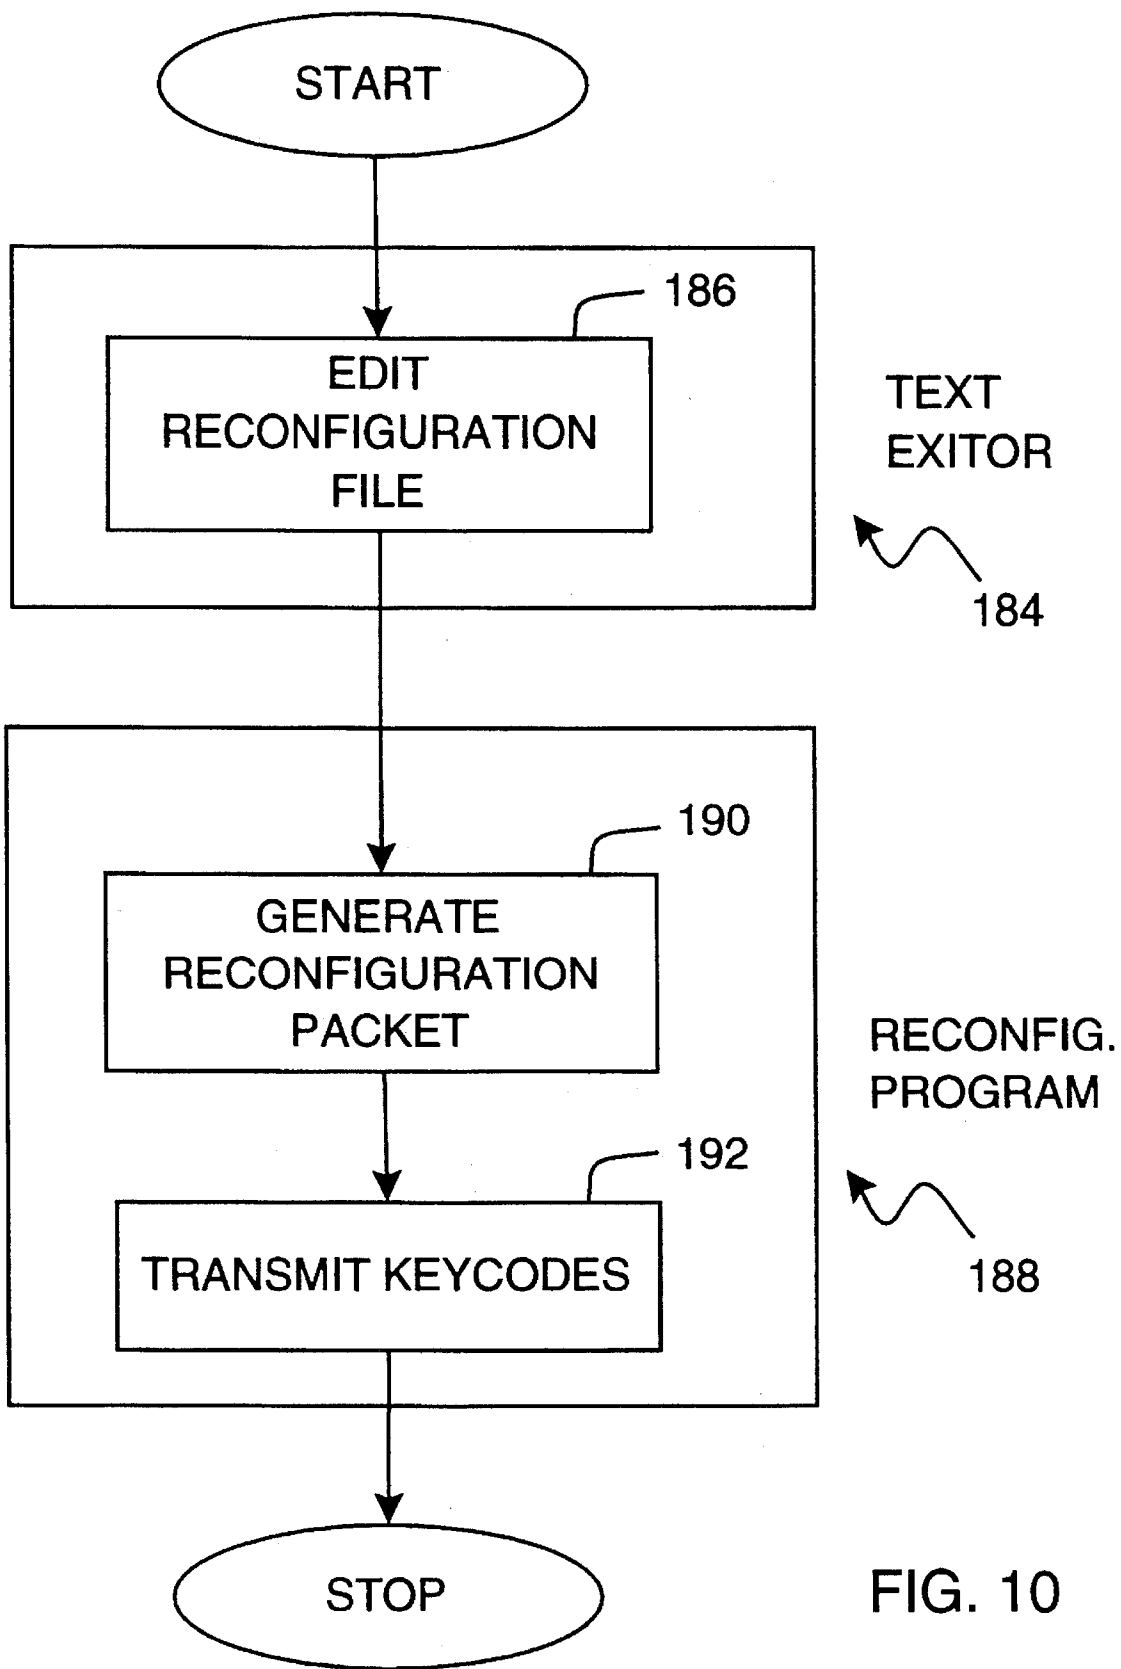 START
186
EDIT
RECONFIGURATION
FILE
TEXT
EXITOR
184
190
GENERATE
RECONFIGURATION
PACKET
RECONFIG.
PROGRAM
192
TRANSMIT KEYCODES
188
STOP
FIG. 10